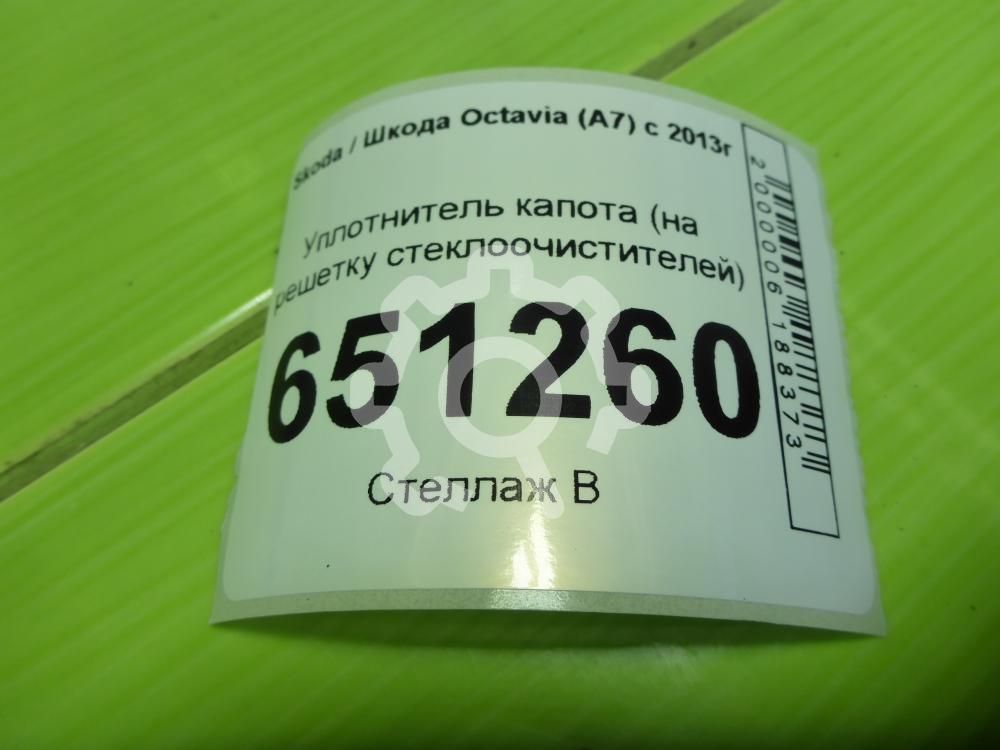 Skoda / Шкода Octavia (A7) с 2013г
Уплотнитель капота (на
решетку стеклоочистителей)
651260
Стеллаж В
2000006188373